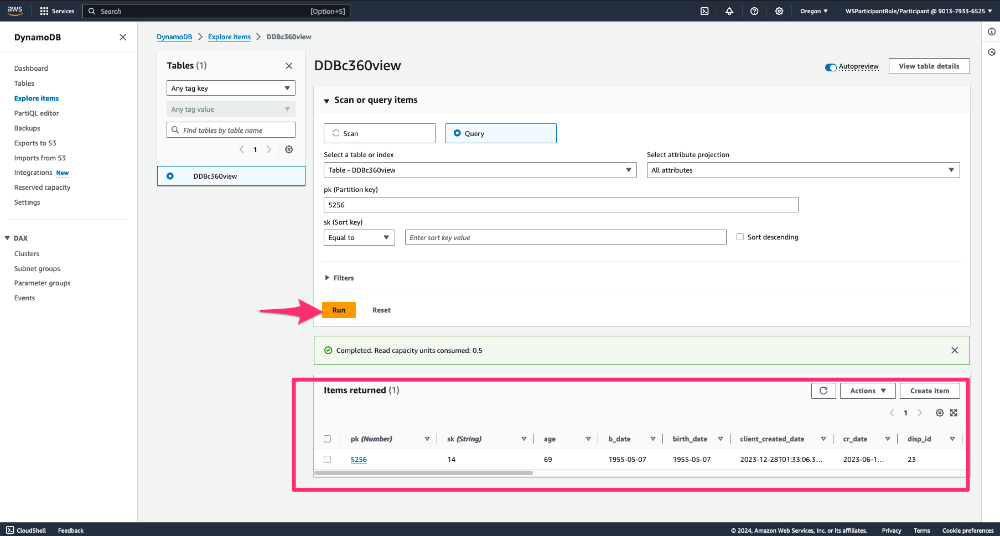 aws
Services
Search [Option+S]
Oregon ▼
WSParticipantRole/Participant @ 9013-7933-6525 ▼
DynamoDB
Dashboard
Tables
Explore items
PartiQL editor
Backups
Exports to S3
Imports from S3
Integrations New
Reserved capacity
Settings
DAX
Clusters
Subnet groups
Parameter groups
Events
DynamoDB > Explore items > DDBc360view
Tables (1)
Any tag key
Any tag value
Find tables by table name
1
DDBc360view
DDBc360view
Autopreview
View table details
Scan or query items
Scan
Query
Select a table or index
Table - DDBc360view
Select attribute projection
All attributes
pk (Partition key)
5256
sk (Sort key)
Equal to
Enter sort key value
Sort descending
Filters
Run
Reset
Completed. Read capacity units consumed: 0.5
Items returned (1)
Actions
Create item
1
pk (Number) sk (String) age b_date birth_date client_created_date cr_date disp_id
5256 14 69 1955-05-07 1955-05-07 2023-12-28T01:33:06.3... 2023-06-1... 23
CloudShell
Feedback
© 2024, Amazon Web Services, Inc. or its affiliates.
Privacy
Terms
Cookie preferences